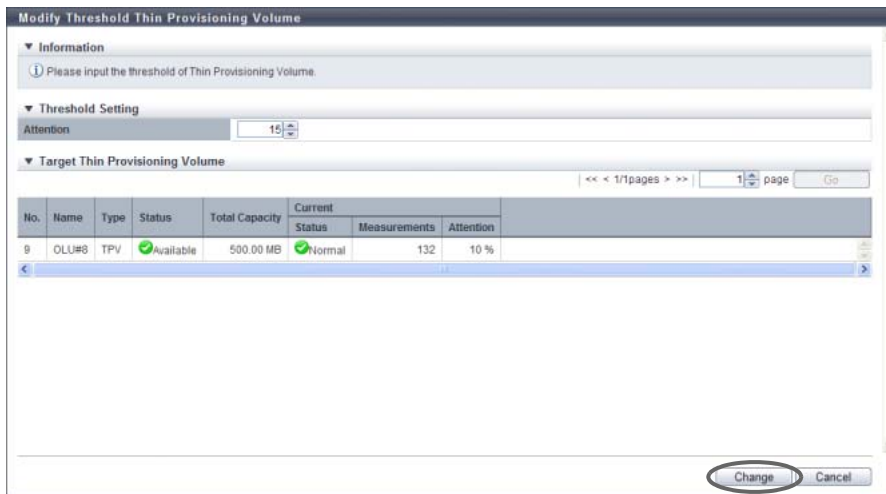 Modify Threshold Thin Provisioning Volume
Information
Please input the threshold of Thin Provisioning Volume.
Threshold Setting
Attention 15
Target Thin Provisioning Volume
<< < 1/1pages > >> 1 page Go
No. Name Type Status Total Capacity Current
Status Measurements Attention
9 OLU#8 TPV Available 500.00 MB Normal 132 10 %
Change Cancel